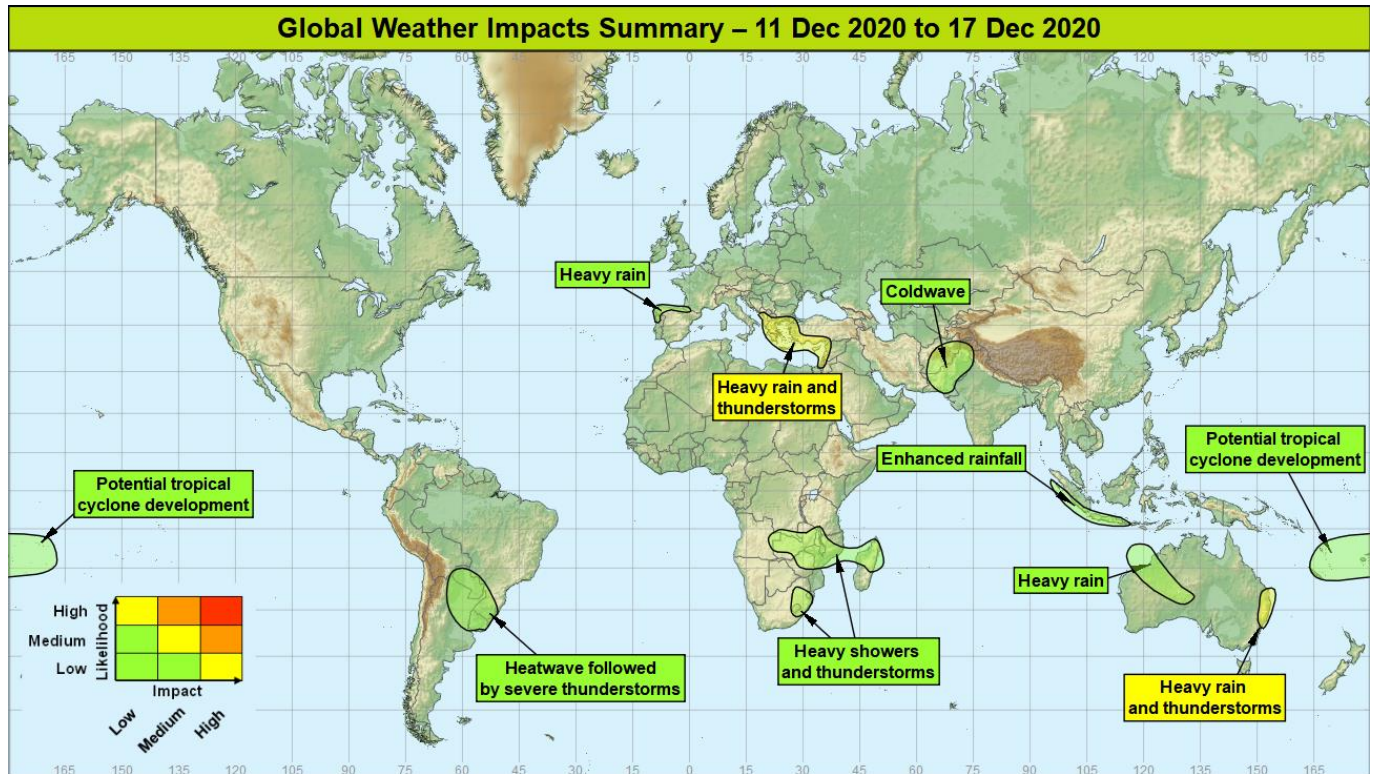 Global Weather Impacts Summary – 11 Dec 2020 to 17 Dec 2020
165 150 135 120 105 90 75 60 45 30 15 0 15 30 45 60 75 90 105 120 135 150 165
Heavy rain
Coldwave
Heavy rain and
thunderstorms
Enhanced rainfall
Potential tropical
cyclone development
Potential tropical
cyclone development
Heavy rain
Heavy showers
and thunderstorms
Heatwave followed
by severe thunderstorms
Heavy rain
and thunderstorms
High
Medium
Low
Likelihood
Impact
Low
Medium
High
165 150 135 120 105 90 75 60 45 30 15 0 15 30 45 60 75 90 105 120 135 150 165